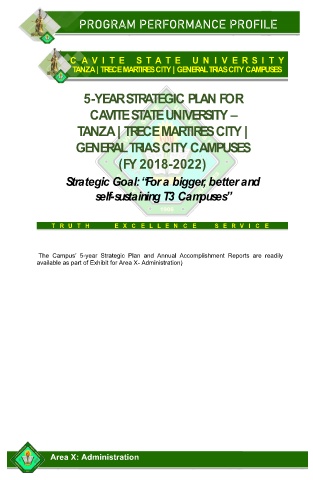 PROGRAM PERFORMANCE PROFILE
CAVITE STATE UNIVERSITY
TANZA | TRECE MARTIRES CITY | GENERAL TRIAS CITY CAMPUSES
5-YEAR STRATEGIC PLAN FOR
CAVITE STATE UNIVERSITY –
TANZA | TRECE MARTIRES CITY |
GENERAL TRIAS CITY CAMPUSES
(FY 2018-2022)
Strategic Goal: “For a bigger, better and
self-sustaining T3 Campuses”
TRUTH EXCELLENCE SERVICE
The Campus' 5-year Strategic Plan and Annual Accomplishment Reports are readily
available as part of Exhibit for Area X- Administration)
Area X: Administration